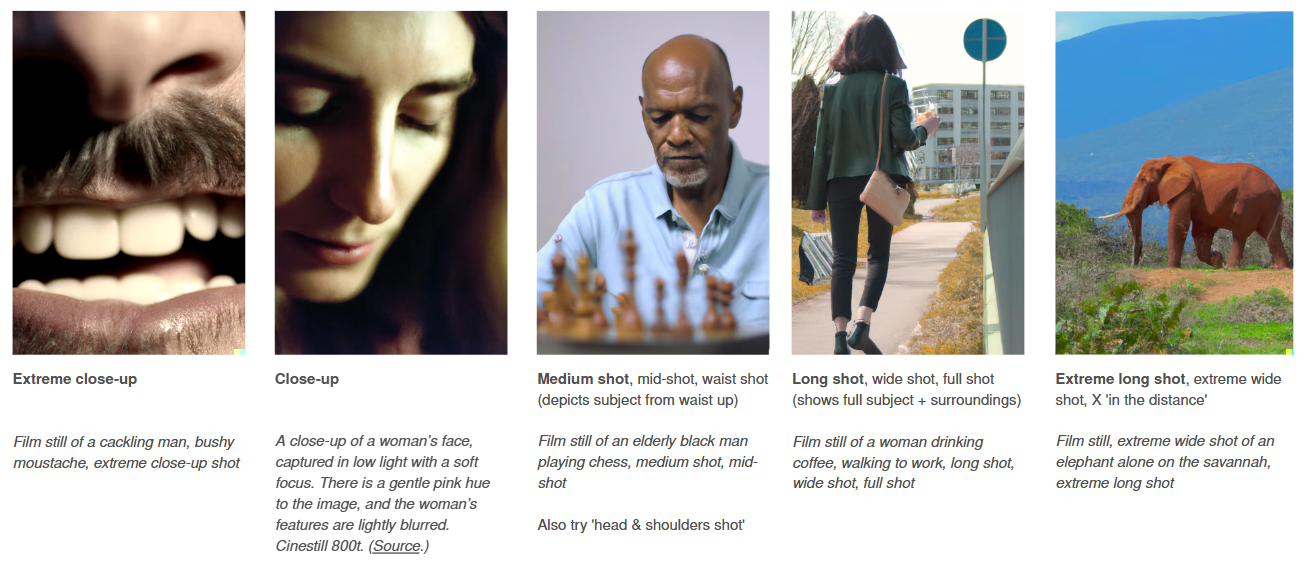 Extreme close-up
Film still of a cackling man, bushy
moustache, extreme close-up shot
Close-up
A close-up of a woman’s face,
captured in low light with a soft
focus. There is a gentle pink hue
to the image, and the woman’s
features are lightly blurred.
Cinestill 800t. (Source.)
Medium shot, mid-shot, waist shot
(depicts subject from waist up)
Film still of an elderly black man
playing chess, medium shot, mid-
shot
Also try 'head & shoulders shot'
Long shot, wide shot, full shot
(shows full subject + surroundings)
Film still of a woman drinking
coffee, walking to work, long shot,
wide shot, full shot
Extreme long shot, extreme wide
shot, X 'in the distance'
Film still, extreme wide shot of an
elephant alone on the savannah,
extreme long shot